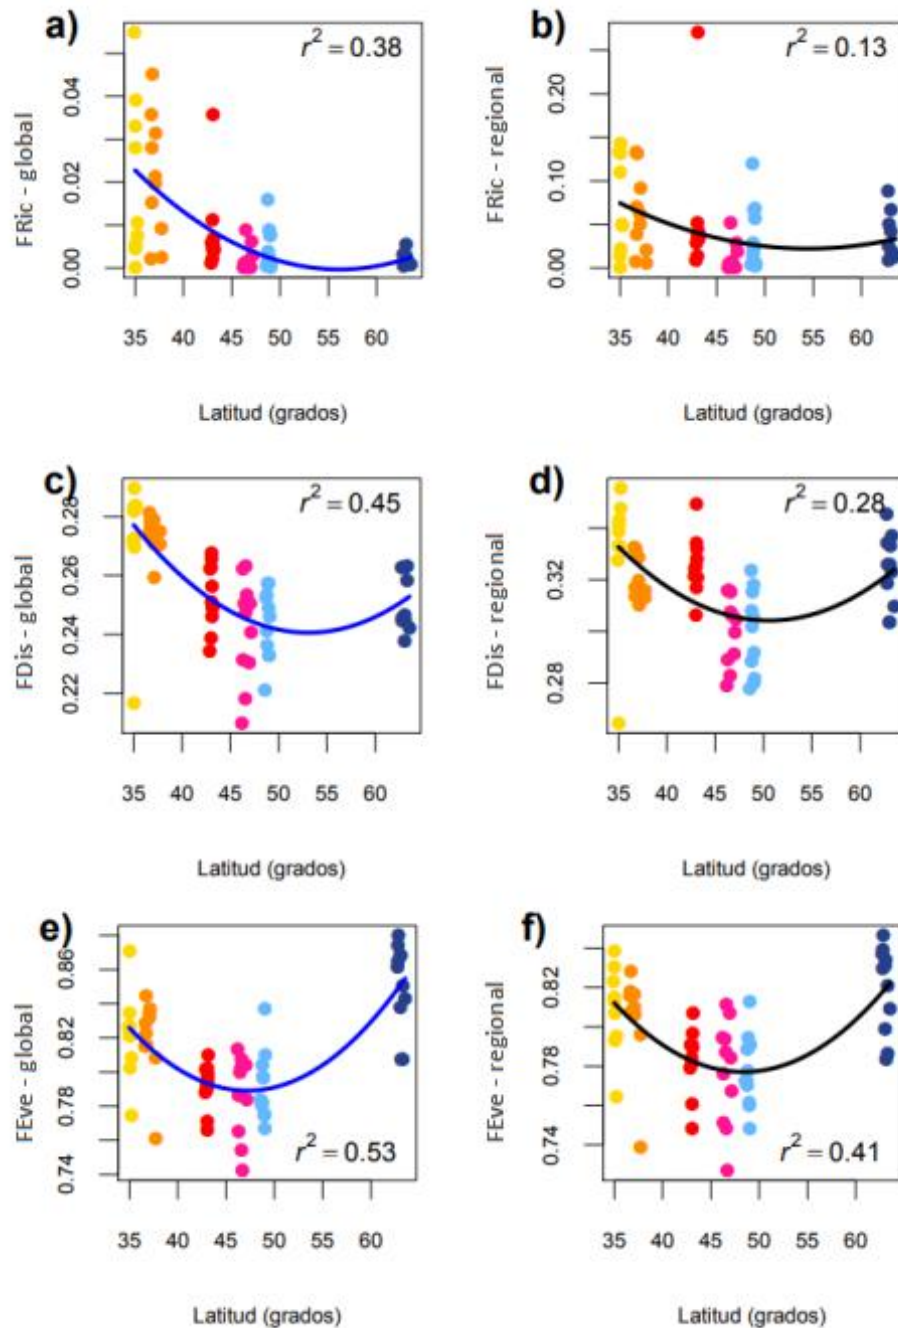 a)
r² = 0.38
FRic - global
0.00 0.02 0.04
35 40 45 50 55 60
Latitud (grados)
b)
r² = 0.13
FRic - regional
0.00 0.10 0.20
35 40 45 50 55 60
Latitud (grados)
c)
r² = 0.45
FDis - global
0.22 0.24 0.26 0.28
35 40 45 50 55 60
Latitud (grados)
d)
r² = 0.28
FDis - regional
0.28 0.32
35 40 45 50 55 60
Latitud (grados)
e)
r² = 0.53
FEve - global
0.74 0.78 0.82 0.86
35 40 45 50 55 60
Latitud (grados)
f)
r² = 0.41
FEve - regional
0.74 0.78 0.82
35 40 45 50 55 60
Latitud (grados)